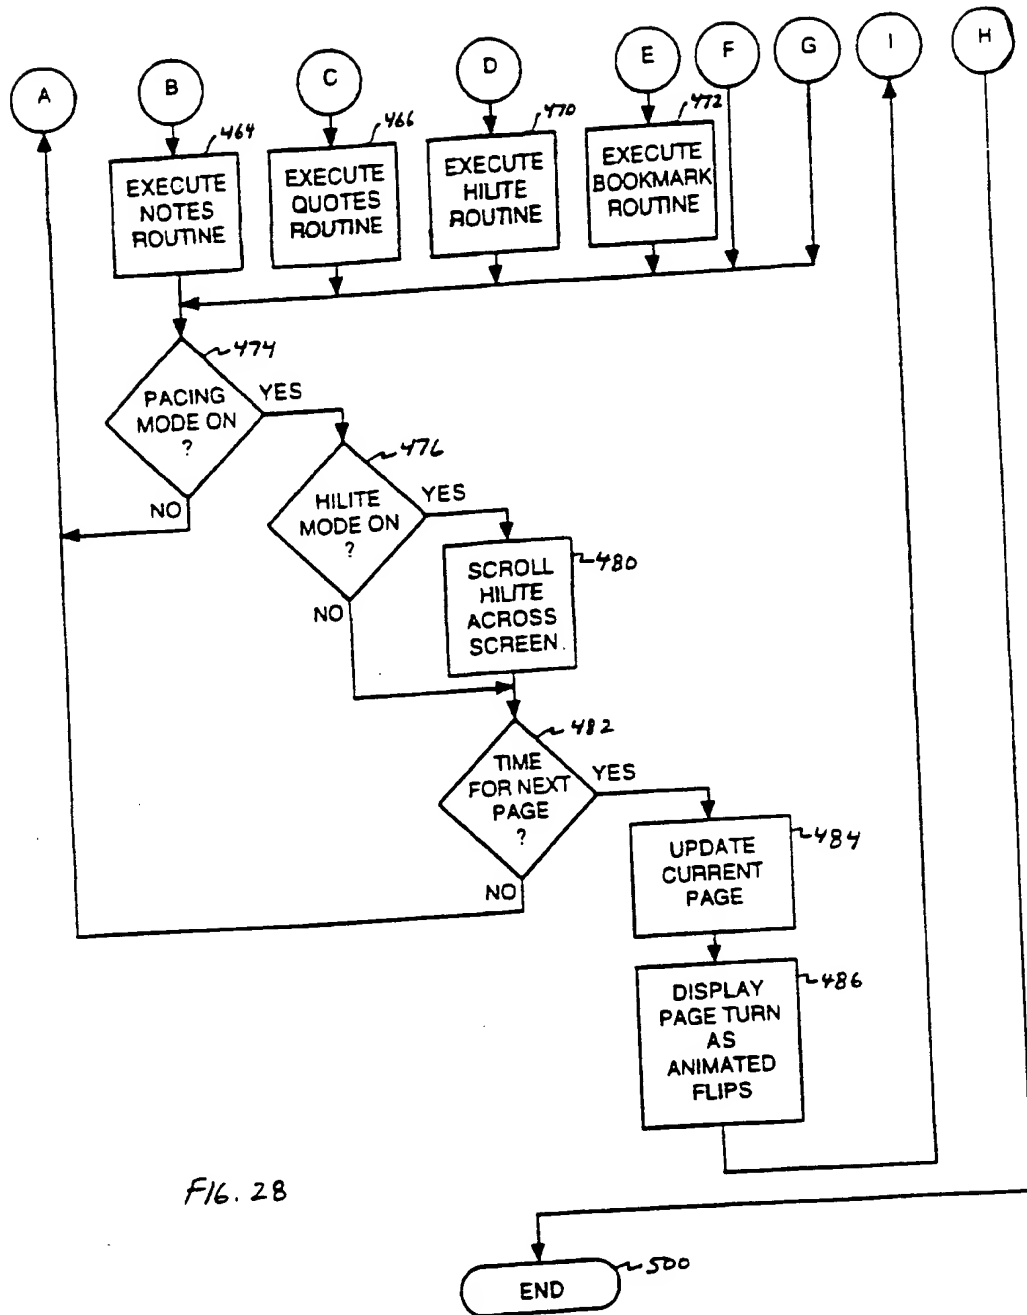 A
B
C
D
E
F
G
I
H
464
466
470
472
EXECUTE
NOTES
ROUTINE
EXECUTE
QUOTES
ROUTINE
EXECUTE
HILITE
ROUTINE
EXECUTE
BOOKMARK
ROUTINE
474
PACING
MODE ON
?
YES
NO
476
HILITE
MODE ON
?
YES
NO
480
SCROLL
HILITE
ACROSS
SCREEN.
482
TIME
FOR NEXT
PAGE
?
YES
NO
484
UPDATE
CURRENT
PAGE
486
DISPLAY
PAGE TURN
AS
ANIMATED
FLIPS
FIG. 28
500
END